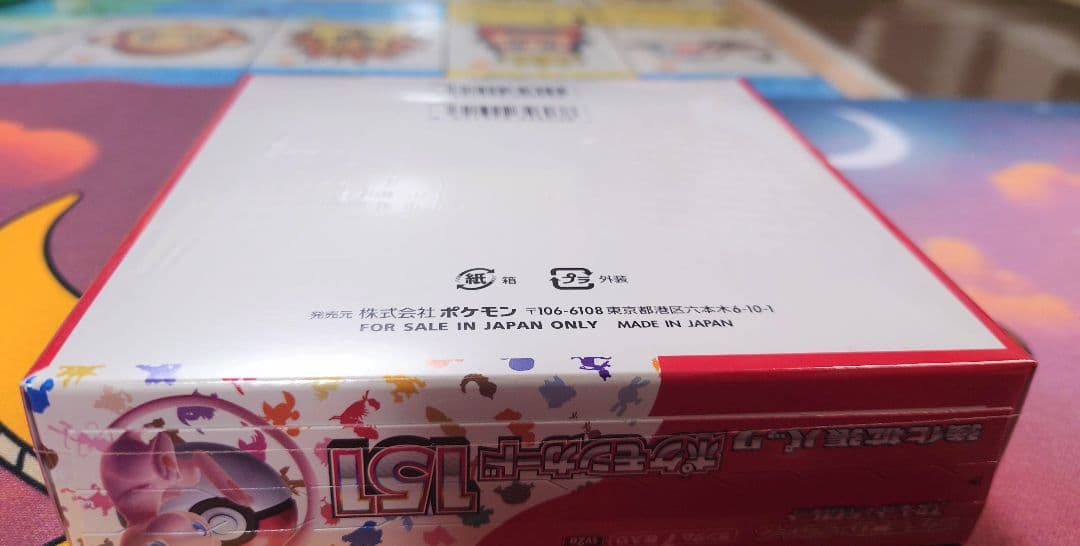 紙 箱 プラ 外装
発売元 株式会社ポケモン 〒106-6108 東京都港区六本木6-10-1
FOR SALE IN JAPAN ONLY MADE IN JAPAN
強化拡張パック
ポケモンカード151
sv2a